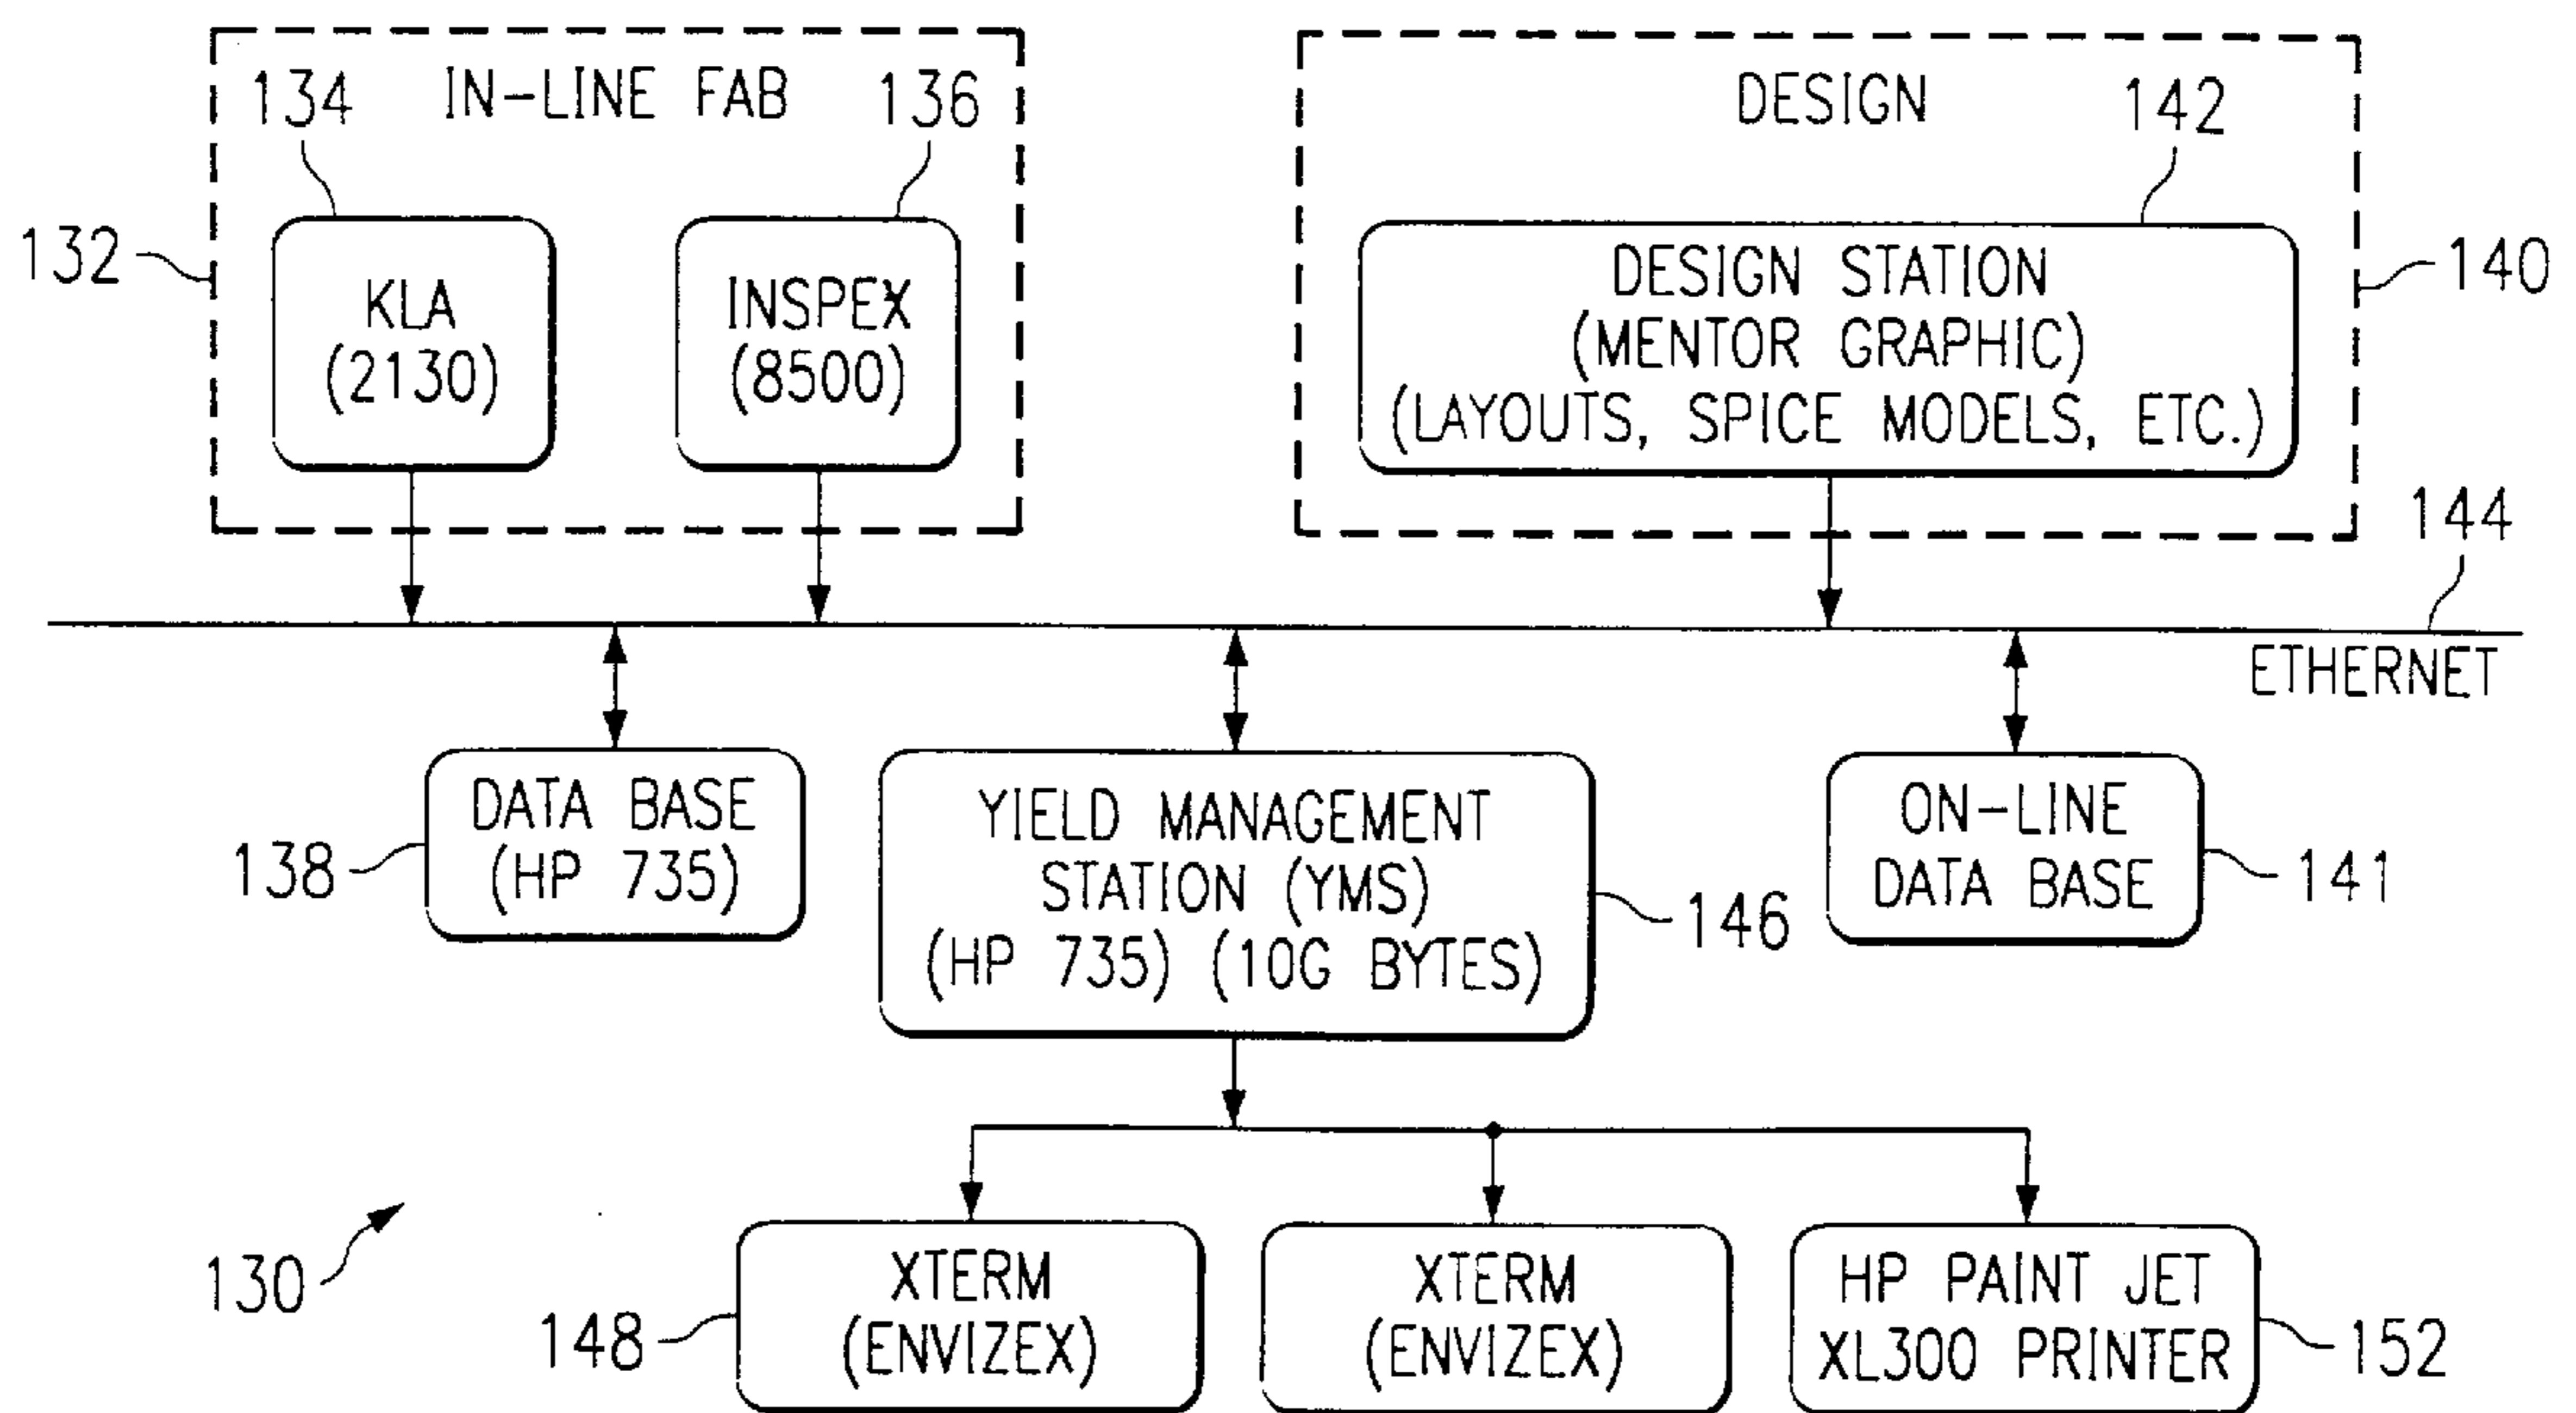 134 IN-LINE FAB 136
DESIGN
142
132
KLA
(2130)
INSPEX
(8500)
DESIGN STATION
(MENTOR GRAPHIC)
(LAYOUTS, SPICE MODELS, ETC.)
140
144
ETHERNET
138
DATA BASE
(HP 735)
YIELD MANAGEMENT
STATION (YMS)
(HP 735) (10G BYTES)
146
ON-LINE
DATA BASE
141
130
148
XTERM
(ENVIZEX)
XTERM
(ENVIZEX)
HP PAINT JET
XL300 PRINTER
152